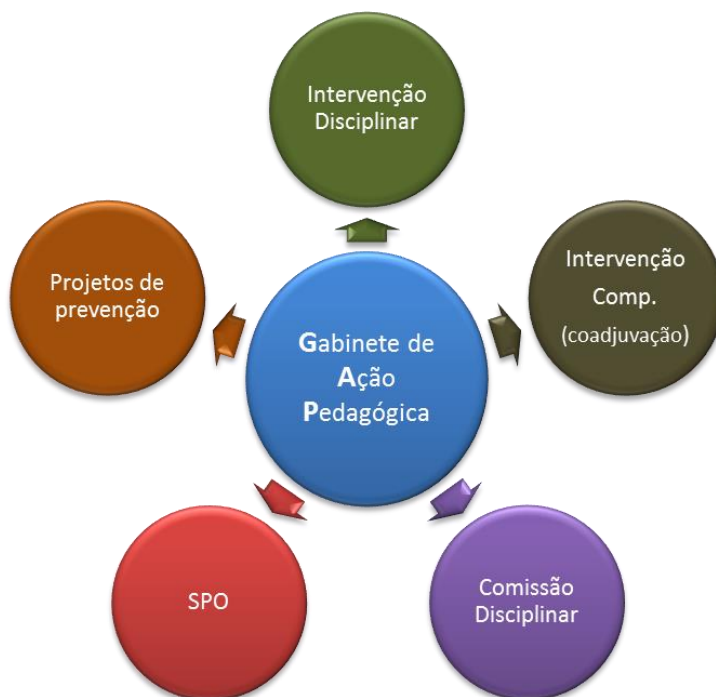 Intervenção
Disciplinar
Projetos de
prevenção
Intervenção
Comp.
(coadjuvação)
Gabinete de
Ação
Pedagógica
SPO
Comissão
Disciplinar